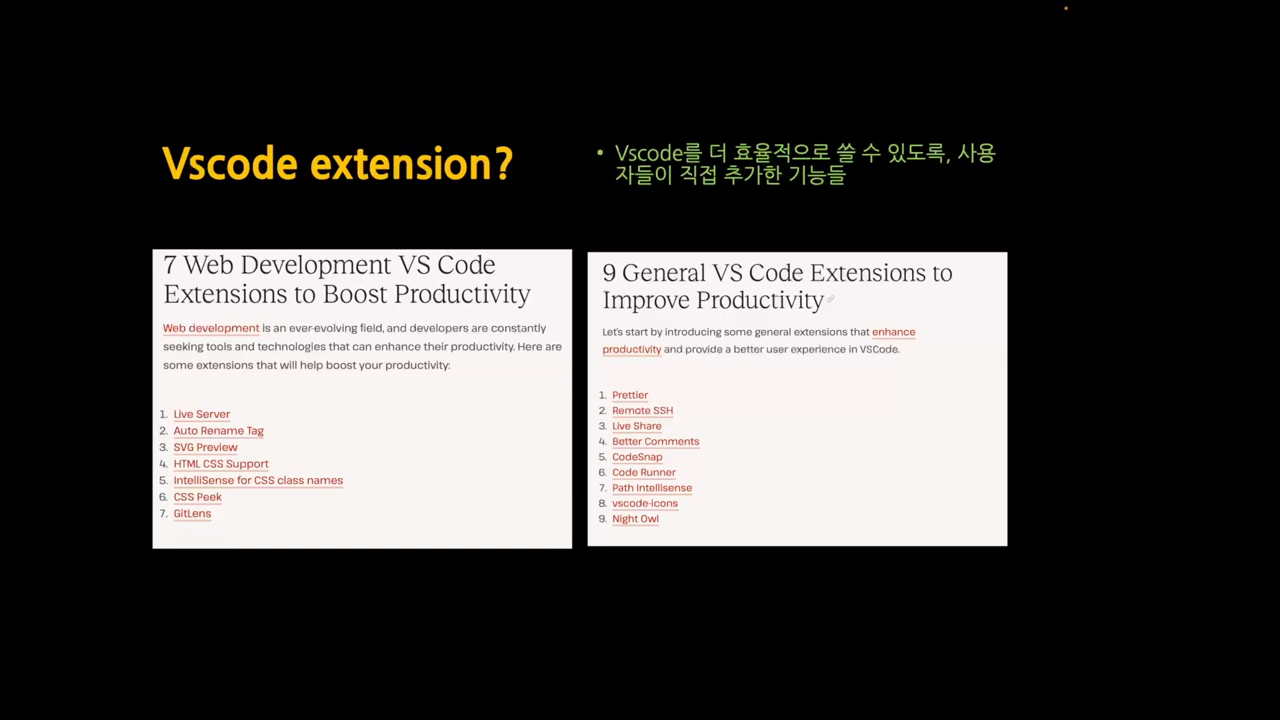 Vscode extension?
• Vscode를 더 효율적으로 쓸 수 있도록, 사용
자들이 직접 추가한 기능들
7 Web Development VS Code
Extensions to Boost Productivity
Web development is an ever-evolving field, and developers are constantly
seeking tools and technologies that can enhance their productivity. Here are
some extensions that will help boost your productivity:
1. Live Server
2. Auto Rename Tag
3. SVG Preview
4. HTML CSS Support
5. IntelliSense for CSS class names
6. CSS Peek
7. GitLens
9 General VS Code Extensions to
Improve Productivity
Let's start by introducing some general extensions that enhance
productivity and provide a better user experience in VSCode.
1. Prettier
2. Remote SSH
3. Live Share
4. Better Comments
5. CodeSnap
6. Code Runner
7. Path Intellisense
8. vscode-icons
9. Night Owl